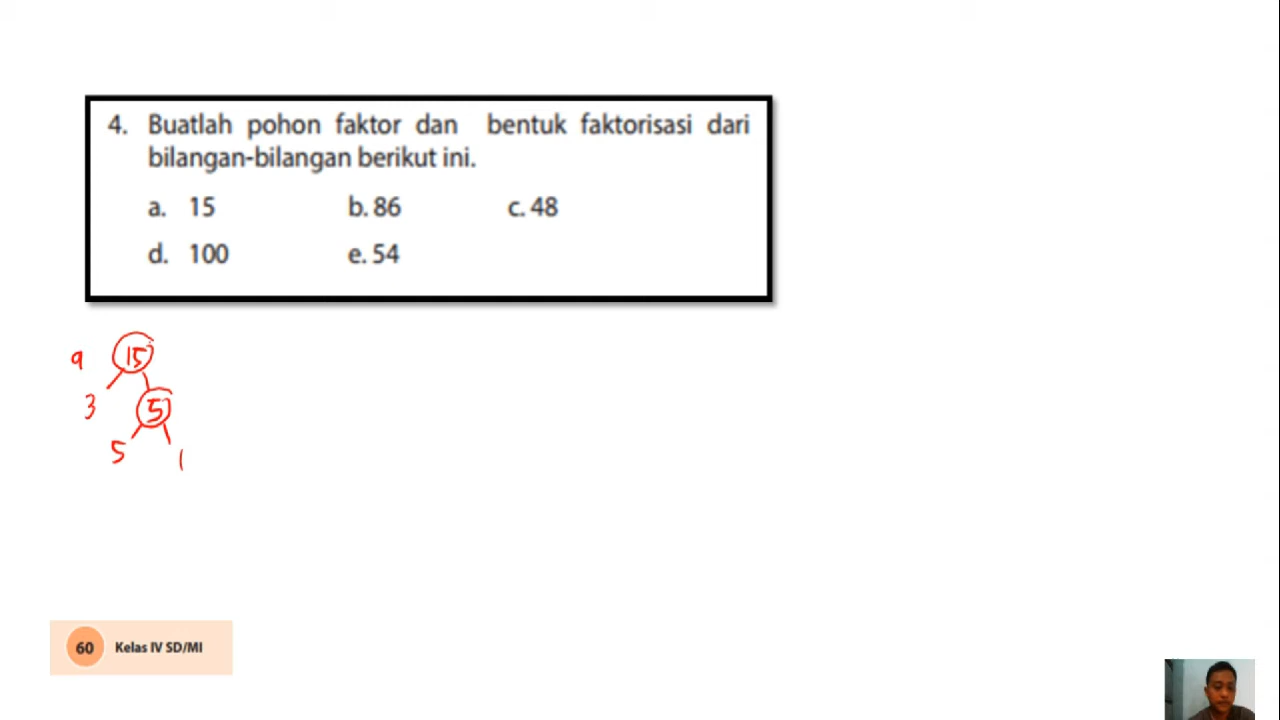 4. Buatlah pohon faktor dan bentuk faktorisasi dari
bilangan-bilangan berikut ini.
a. 15 b. 86 c. 48
d. 100 e. 54
a 15
3 5
5 1
60 Kelas IV SD/MI